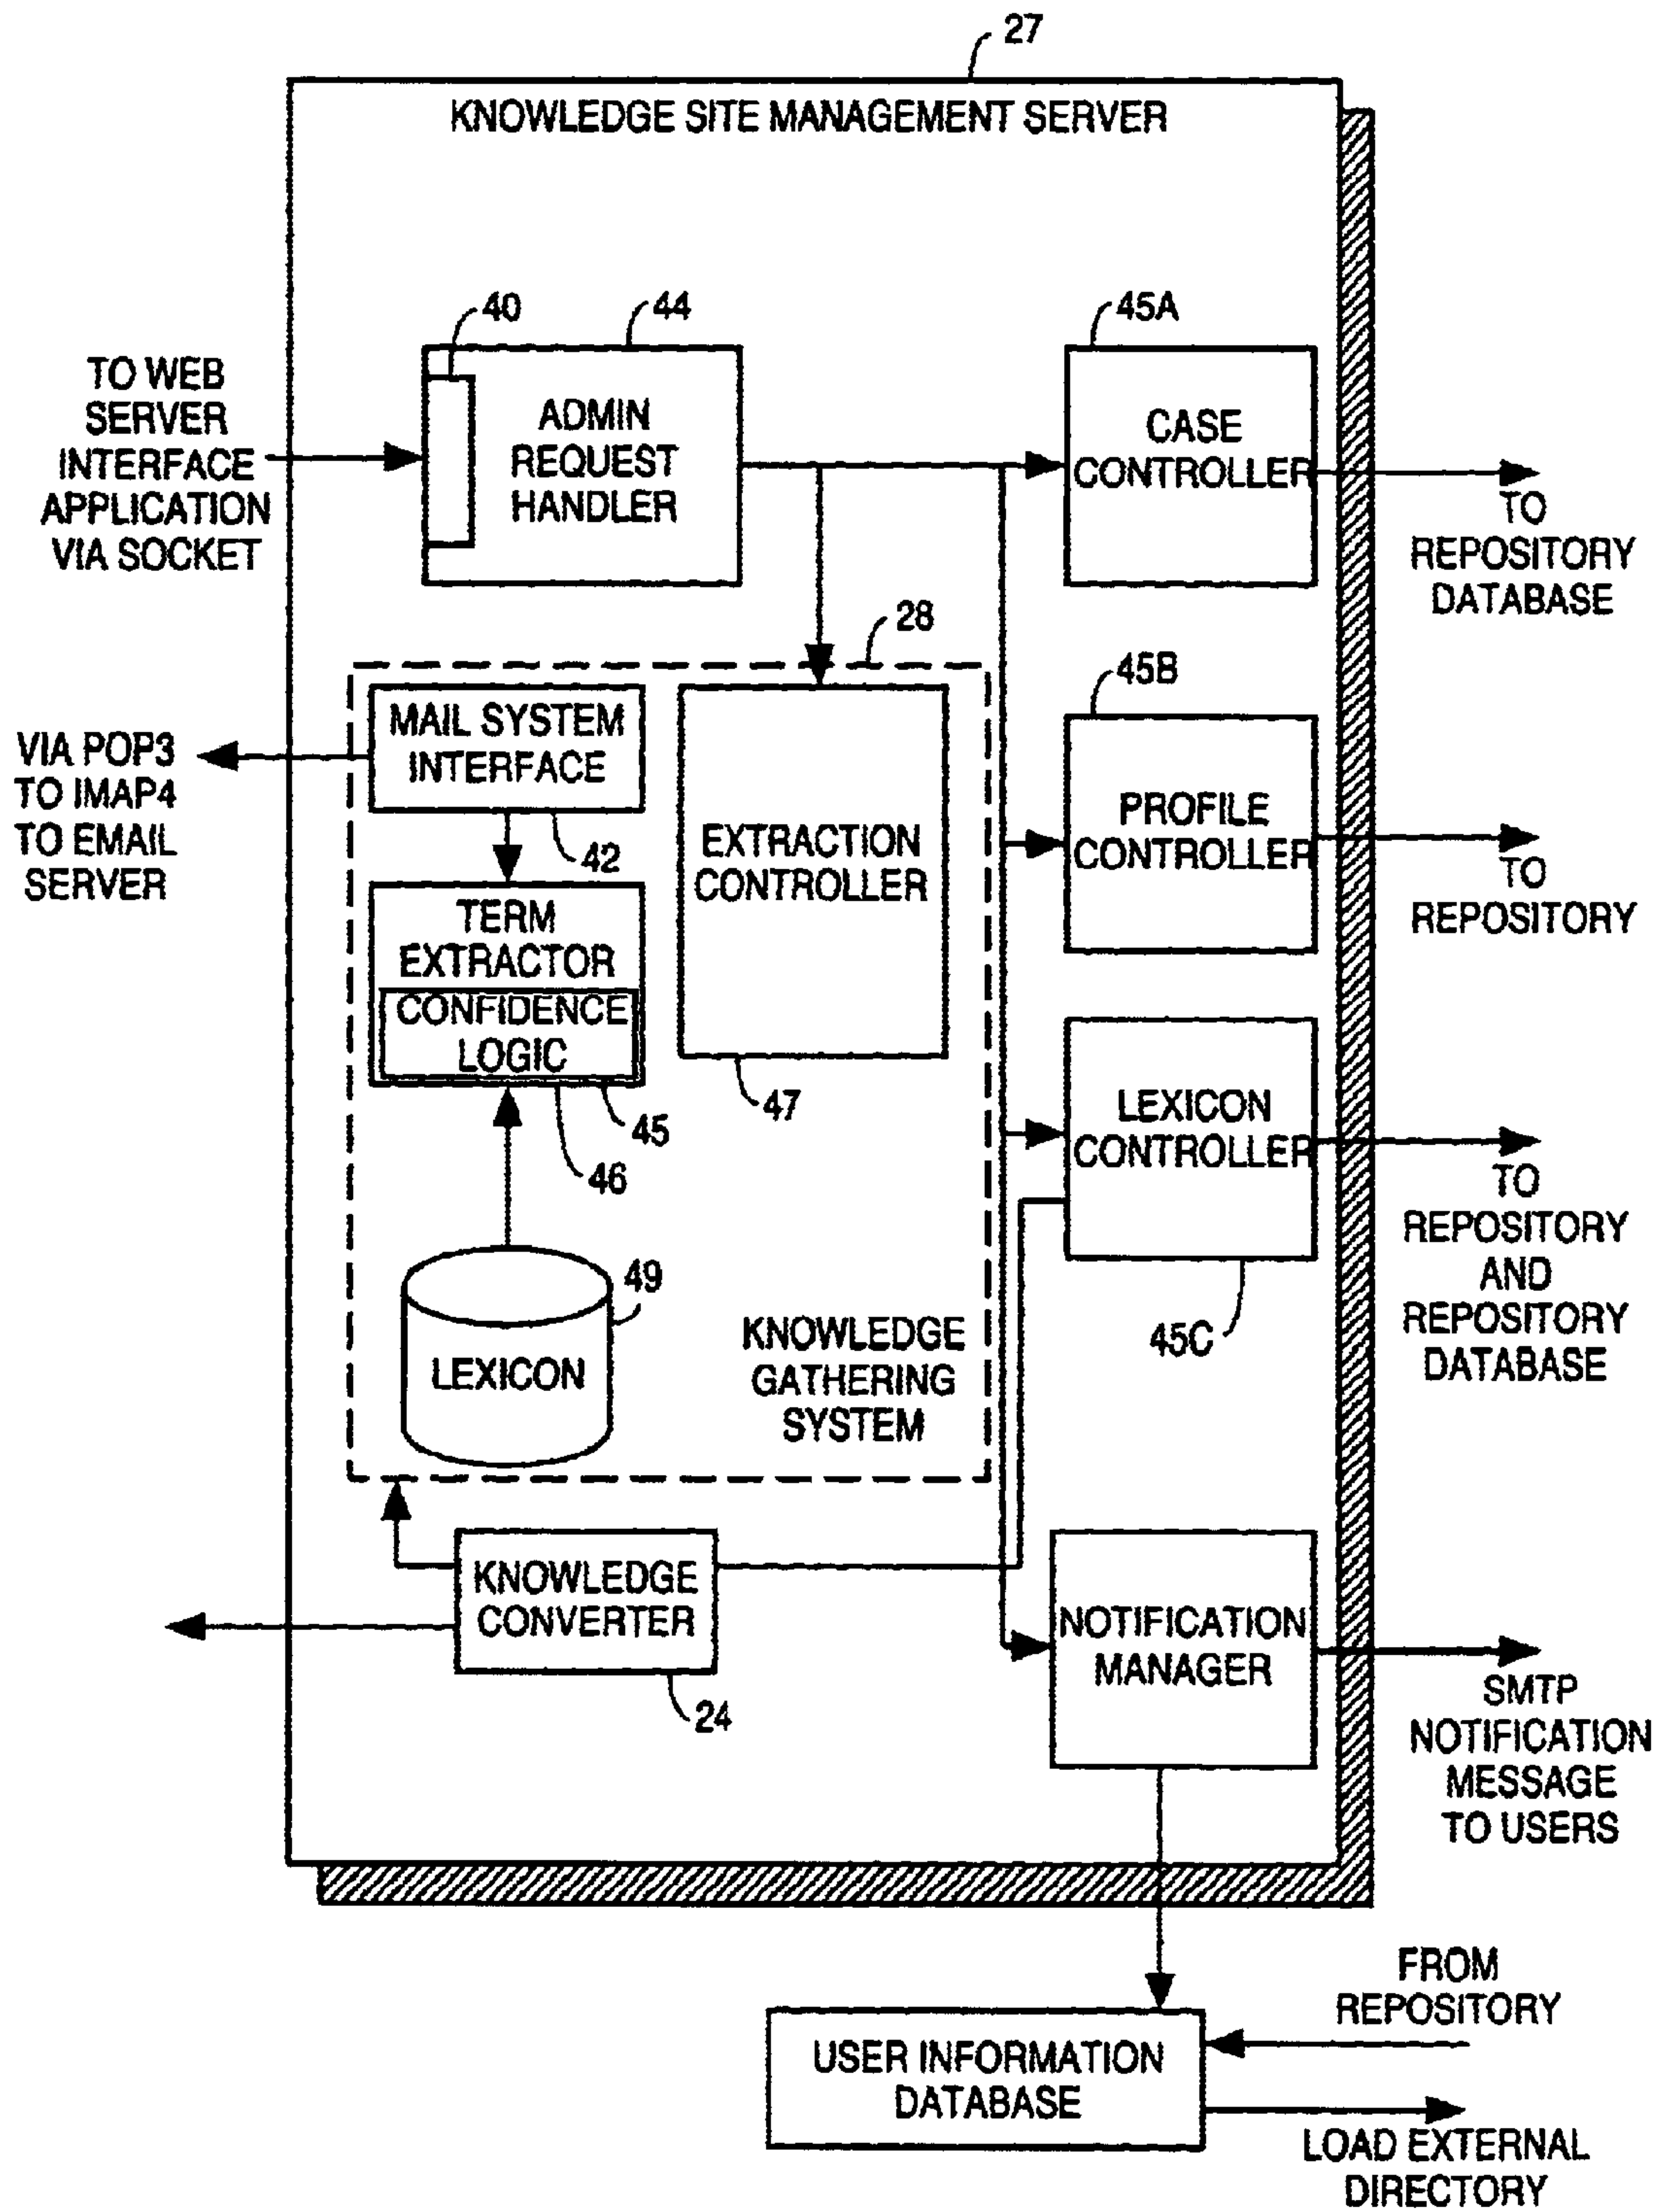 27
KNOWLEDGE SITE MANAGEMENT SERVER
40
44
45A
TO WEB
SERVER
INTERFACE
APPLICATION
VIA SOCKET
ADMIN
REQUEST
HANDLER
CASE
CONTROLLER
TO
REPOSITORY
DATABASE
28
45B
MAIL SYSTEM
INTERFACE
VIA POP3
TO IMAP4
TO EMAIL
SERVER
42
EXTRACTION
CONTROLLER
PROFILE
CONTROLLER
TO
REPOSITORY
TERM
EXTRACTOR
CONFIDENCE
LOGIC
47
45
46
LEXICON
CONTROLLER
TO
REPOSITORY
AND
REPOSITORY
DATABASE
45C
49
LEXICON
KNOWLEDGE
GATHERING
SYSTEM
KNOWLEDGE
CONVERTER
24
NOTIFICATION
MANAGER
SMTP
NOTIFICATION
MESSAGE
TO USERS
FROM
REPOSITORY
USER INFORMATION
DATABASE
LOAD EXTERNAL
DIRECTORY